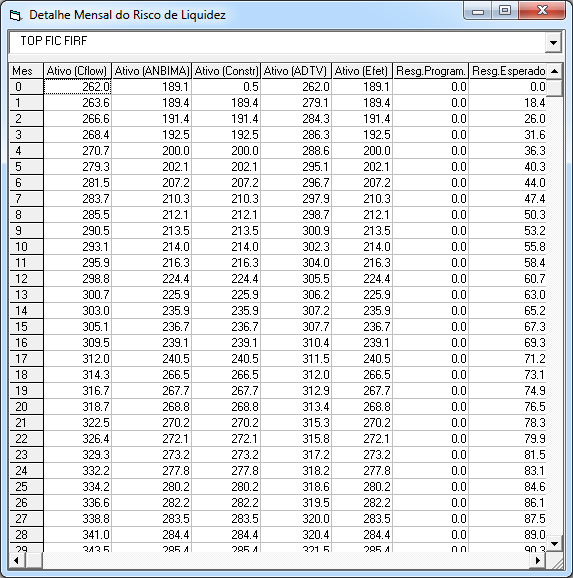 Detalhe Mensal do Risco de Liquidez
TOP FIC FIRF
Mes Ativo (Cflow) Ativo (ANBIMA) Ativo (Constr) Ativo (ADTV) Ativo (Efet) Resg.Program. Resg.Esperado
0 262.0 189.1 0.5 262.0 189.1 0.0 0.0
1 263.6 189.4 189.4 279.1 189.4 0.0 18.4
2 266.6 191.4 191.4 284.3 191.4 0.0 26.0
3 268.4 192.5 192.5 286.3 192.5 0.0 31.6
4 270.7 200.0 200.0 288.6 200.0 0.0 36.3
5 279.3 202.1 202.1 295.1 202.1 0.0 40.3
6 281.5 207.2 207.2 296.7 207.2 0.0 44.0
7 283.7 210.3 210.3 297.9 210.3 0.0 47.4
8 285.5 212.1 212.1 298.7 212.1 0.0 50.3
9 290.5 213.5 213.5 300.9 213.5 0.0 53.2
10 293.1 214.0 214.0 302.3 214.0 0.0 55.8
11 295.9 216.3 216.3 304.0 216.3 0.0 58.4
12 298.8 224.4 224.4 305.5 224.4 0.0 60.7
13 300.7 225.9 225.9 306.2 225.9 0.0 63.0
14 303.0 235.9 235.9 307.2 235.9 0.0 65.2
15 305.1 236.7 236.7 307.7 236.7 0.0 67.3
16 309.5 239.1 239.1 310.4 239.1 0.0 69.3
17 312.0 240.5 240.5 311.5 240.5 0.0 71.2
18 314.3 266.5 266.5 312.0 266.5 0.0 73.1
19 316.7 267.7 267.7 312.9 267.7 0.0 74.9
20 318.7 268.8 268.8 313.4 268.8 0.0 76.5
21 322.5 270.2 270.2 315.3 270.2 0.0 78.3
22 326.4 272.1 272.1 315.8 272.1 0.0 79.9
23 329.3 273.2 273.2 317.2 273.2 0.0 81.5
24 332.2 277.8 277.8 318.2 277.8 0.0 83.1
25 334.2 280.2 280.2 318.6 280.2 0.0 84.6
26 336.6 282.2 282.2 319.5 282.2 0.0 86.1
27 338.8 283.5 283.5 320.0 283.5 0.0 87.5
28 341.0 284.4 284.4 320.4 284.4 0.0 89.0
29 343.5 285.4 285.4 321.5 285.4 0.0 90.3